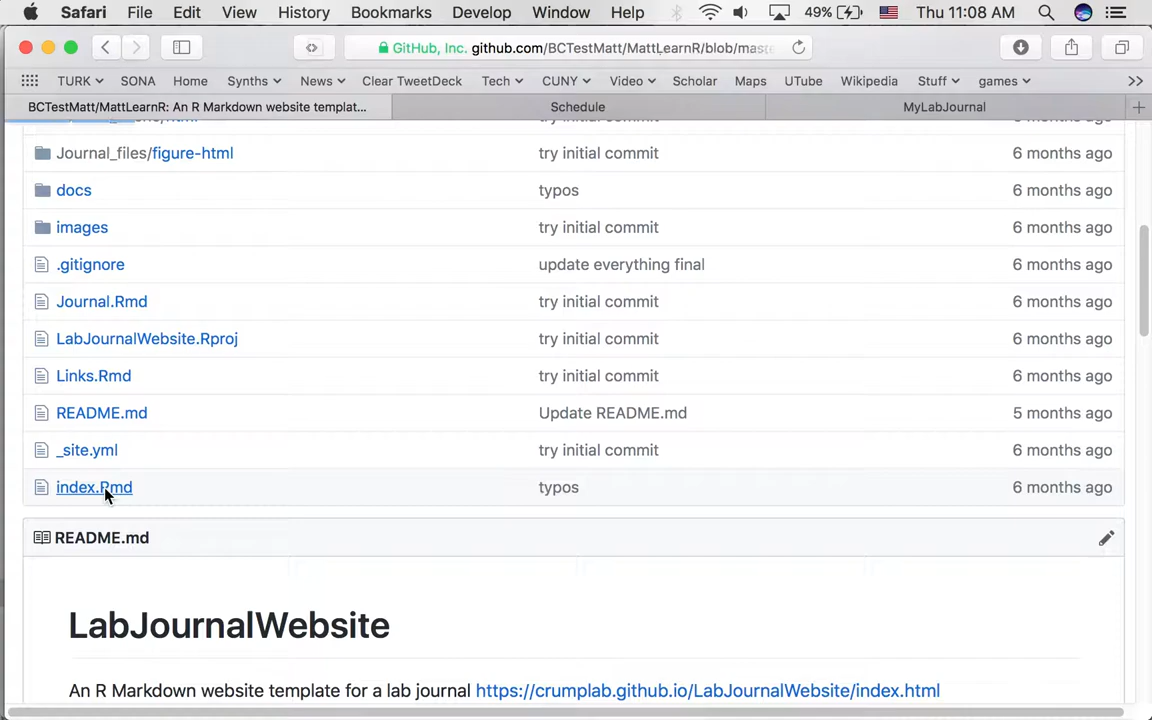 Safari File Edit View History Bookmarks Develop Window Help 49% Thu 11:08 AM
GitHub, Inc. github.com/BCTestMatt/MattLearnR/blob/mast
TURK SONA Home Synths News Clear TweetDeck Tech CUNY Video Scholar Maps UTube Wikipedia Stuff games
BCTestMatt/MattLearnR: An R Markdown website templat... Schedule MyLabJournal
try initial commit 6 months ago
Journal_files/figure-html try initial commit 6 months ago
docs typos 6 months ago
images try initial commit 6 months ago
.gitignore update everything final 6 months ago
Journal.Rmd try initial commit 6 months ago
LabJournalWebsite.Rproj try initial commit 6 months ago
Links.Rmd try initial commit 6 months ago
README.md Update README.md 5 months ago
_site.yml try initial commit 6 months ago
index.Rmd typos 6 months ago
README.md
LabJournalWebsite
An R Markdown website template for a lab journal https://crumplab.github.io/LabJournalWebsite/index.html